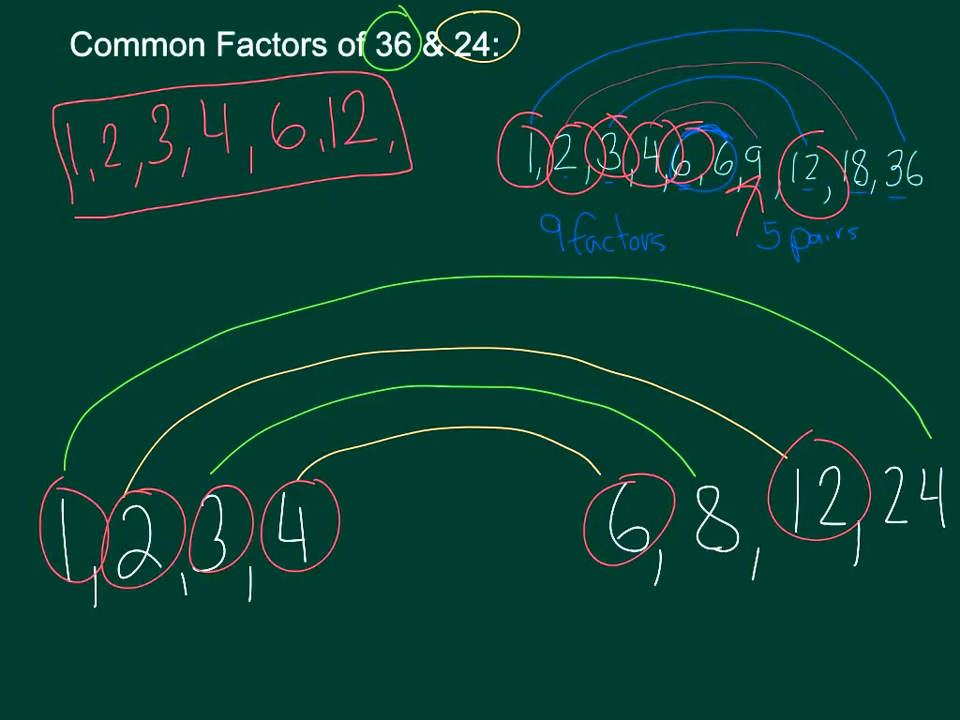 Common Factors of 36 & 24:
1, 2, 3, 4, 6, 12,
1, 2, 3, 4, 6, 6, 9, 12, 18, 36
9 factors 5 pairs
1, 2, 3, 4 6, 8, 12, 24